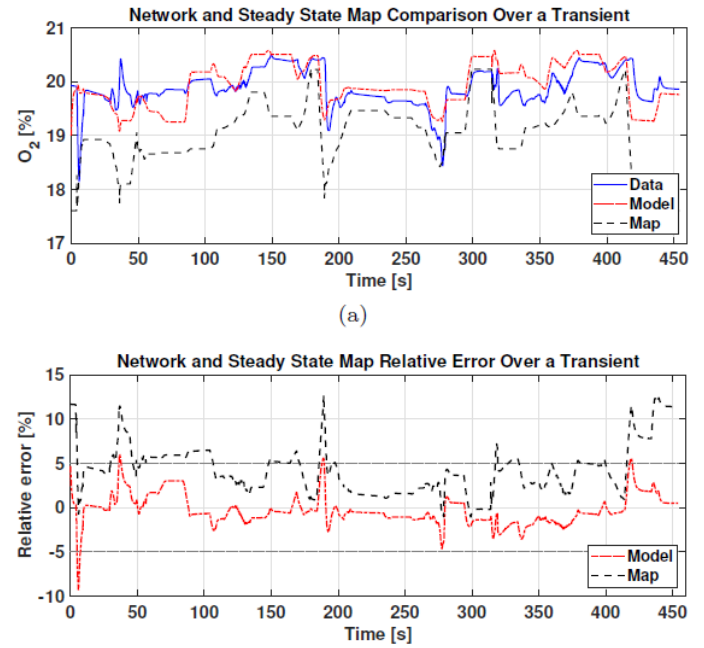 Network and Steady State Map Comparison Over a Transient
21
20
19
18
17
O2 [%]
0 50 100 150 200 250 300 350 400 450
Time [s]
Data
Model
Map
(a)
Network and Steady State Map Relative Error Over a Transient
15
10
5
0
-5
-10
Relative error [%]
0 50 100 150 200 250 300 350 400 450
Time [s]
Model
Map